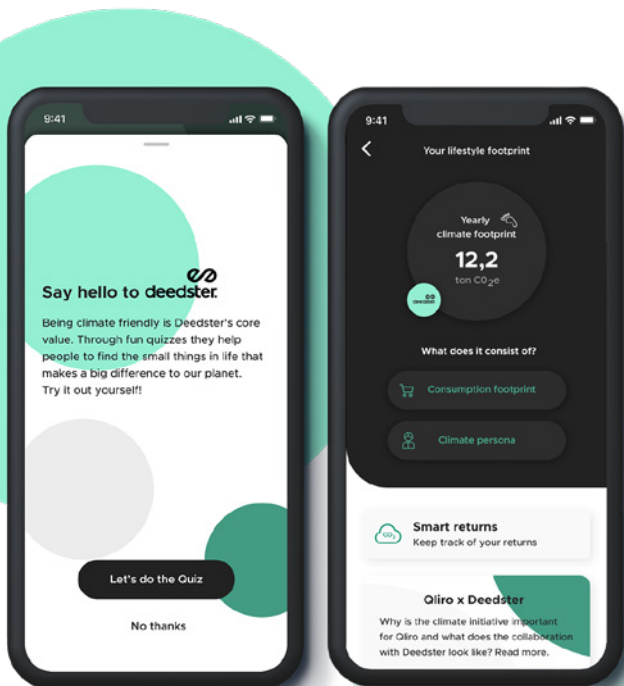 9:41
Say hello to deedster.
Being climate friendly is Deedster's core
value. Through fun quizzes they help
people to find the small things in life that
makes a big difference to our planet.
Try it out yourself!
Let's do the Quiz
No thanks
9:41
Your lifestyle footprint
Yearly
climate footprint
12,2
ton CO2e
deedster
What does it consist of?
Consumption footprint
Climate persona
CO2
Smart returns
Keep track of your returns
Qliro x Deedster
Why is the climate initiative important
for Qliro and what does the collaboration
with Deedster look like? Read more.